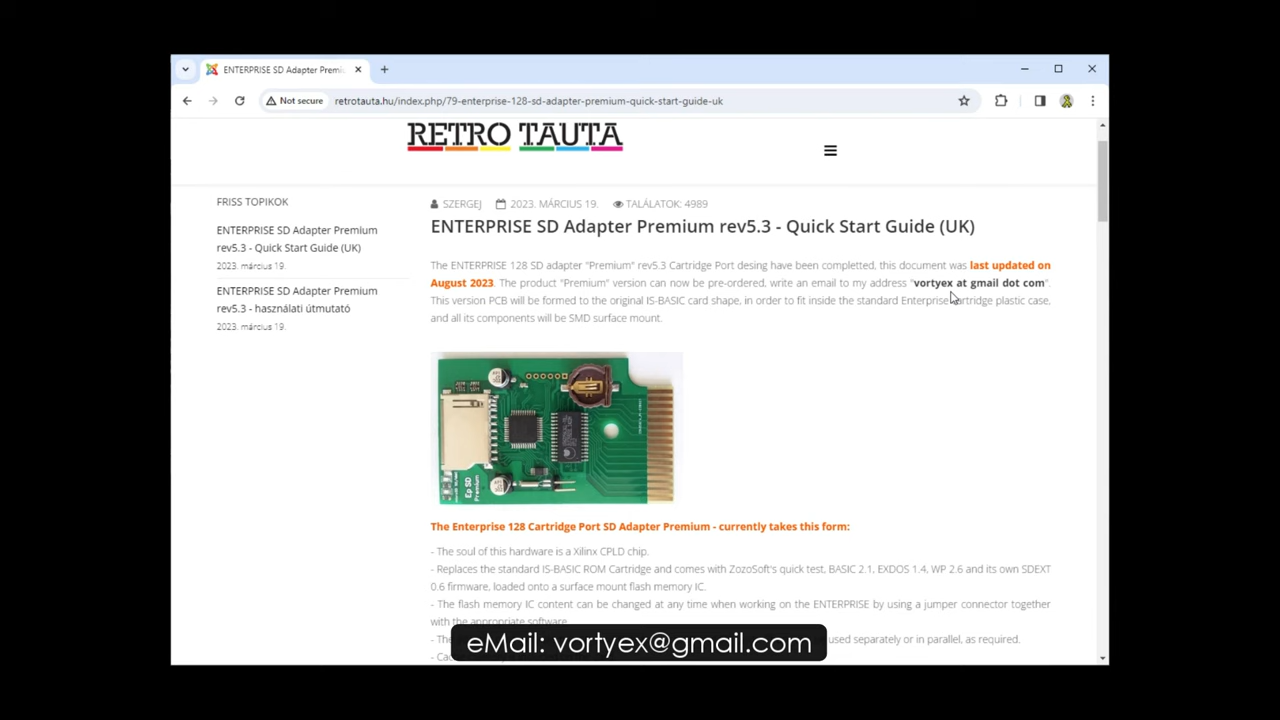 ENTERPRISE SD Adapter Premi
Not secure
retrotauta.hu/index.php/79-enterprise-128-sd-adapter-premium-quick-start-guide-uk
RETRO TAUTA
FRISS TOPIKOK
ENTERPRISE SD Adapter Premium
rev5.3 - Quick Start Guide (UK)
2023. március 19.
ENTERPRISE SD Adapter Premium
rev5.3 - használati útmutató
2023. március 19.
SZERGEJ 2023. MÁRCIUS 19. TALÁLATOK: 4989
ENTERPRISE SD Adapter Premium rev5.3 - Quick Start Guide (UK)
The ENTERPRISE 128 SD adapter "Premium" rev5.3 Cartridge Port desing have been completted, this document was last updated on
August 2023. The product "Premium" version can now be pre-ordered, write an email to my address "vortyex at gmail dot com".
This version PCB will be formed to the original IS-BASIC card shape, in order to fit inside the standard Enterprise cartridge plastic case,
and all its components will be SMD surface mount.
Ep SD
Premium
The Enterprise 128 Cartridge Port SD Adapter Premium - currently takes this form:
- The soul of this hardware is a Xilinx CPLD chip.
- Replaces the standard IS-BASIC ROM Cartridge and comes with ZozoSoft's quick test, BASIC 2.1, EXDOS 1.4, WP 2.6 and its own SDEXT
0.6 firmware, loaded onto a surface mount flash memory IC.
- The flash memory IC content can be changed at any time when working on the ENTERPRISE by using a jumper connector together
with the appropriate software.
used separately or in parallel, as required.
eMail: vortyex@gmail.com